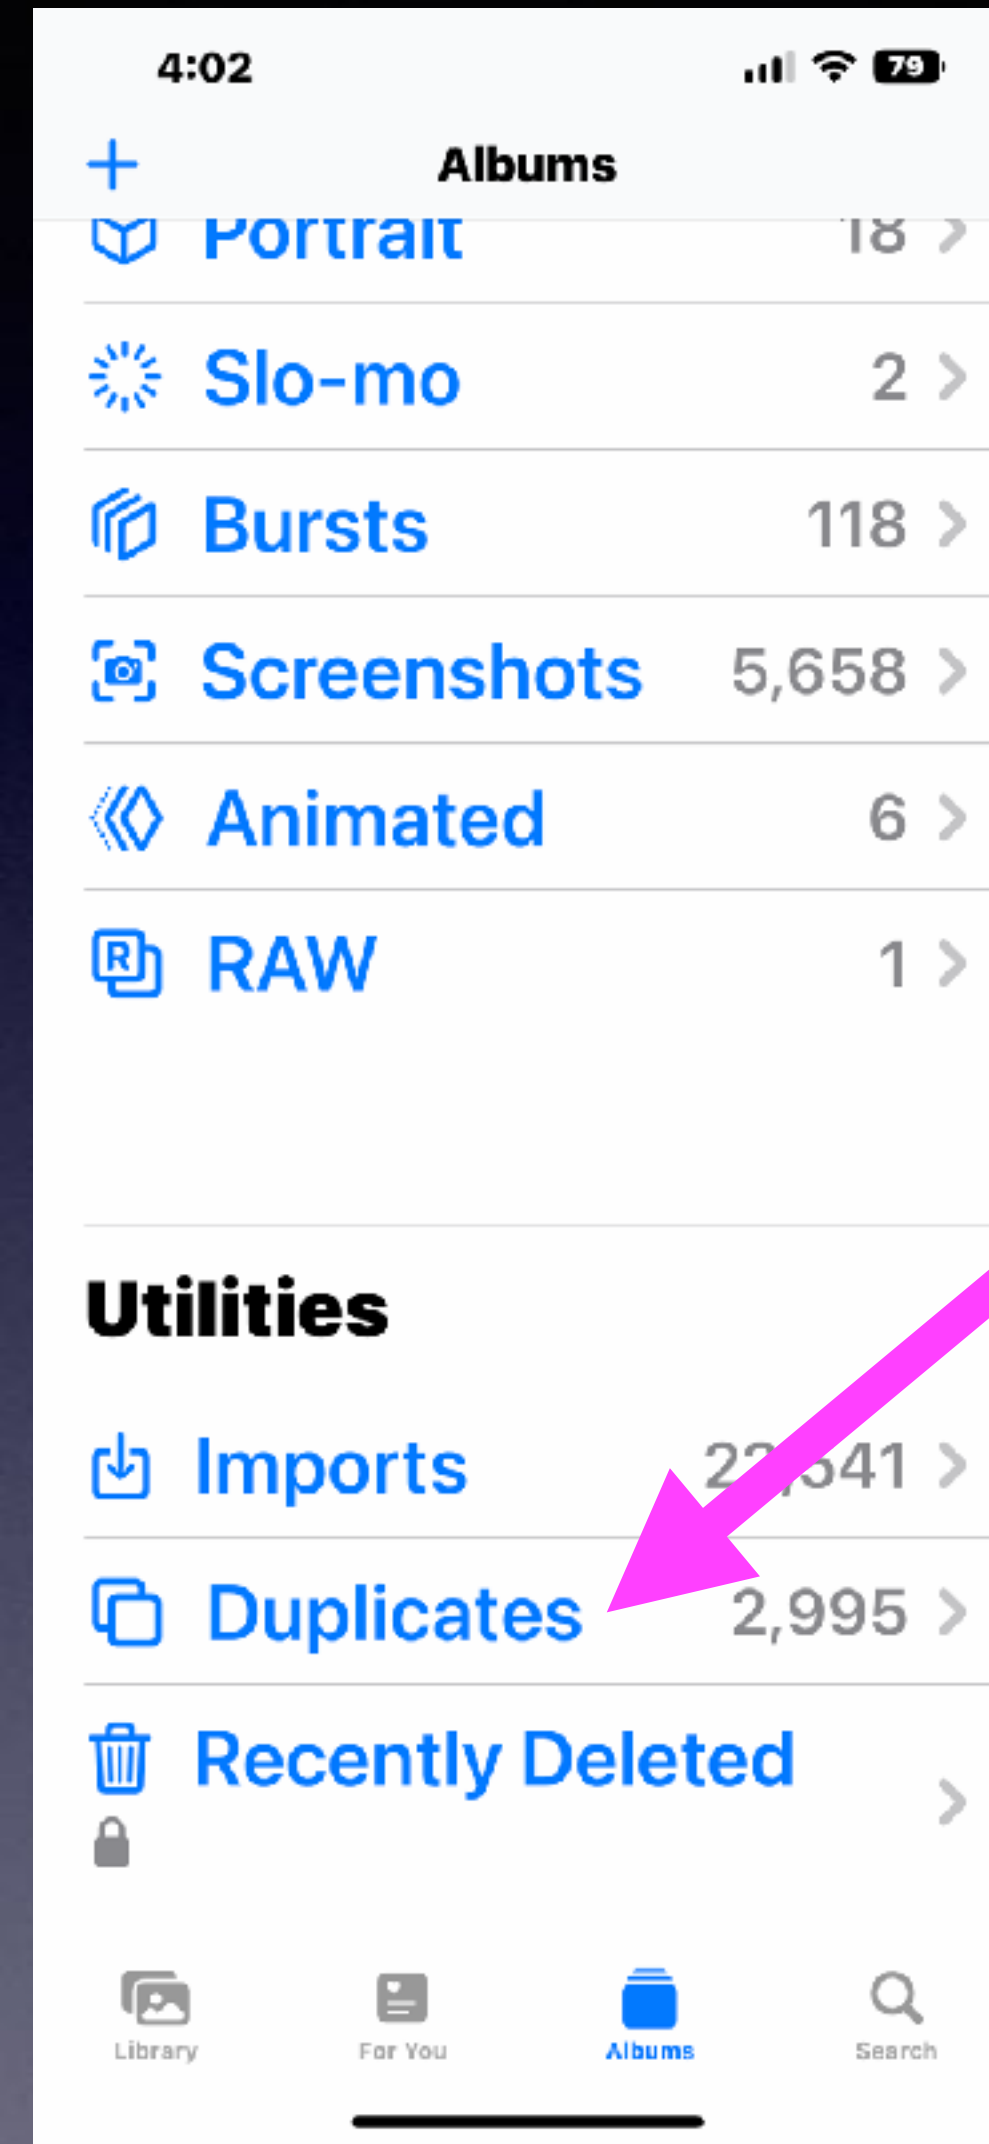 4:02 79
Albums
Portrait 18
Slo-mo 2
Bursts 118
Screenshots 5,658
Animated 6
R RAW 1
Utilities
Imports
Duplicates 2,995
Recently Deleted
Library For You Albums Search